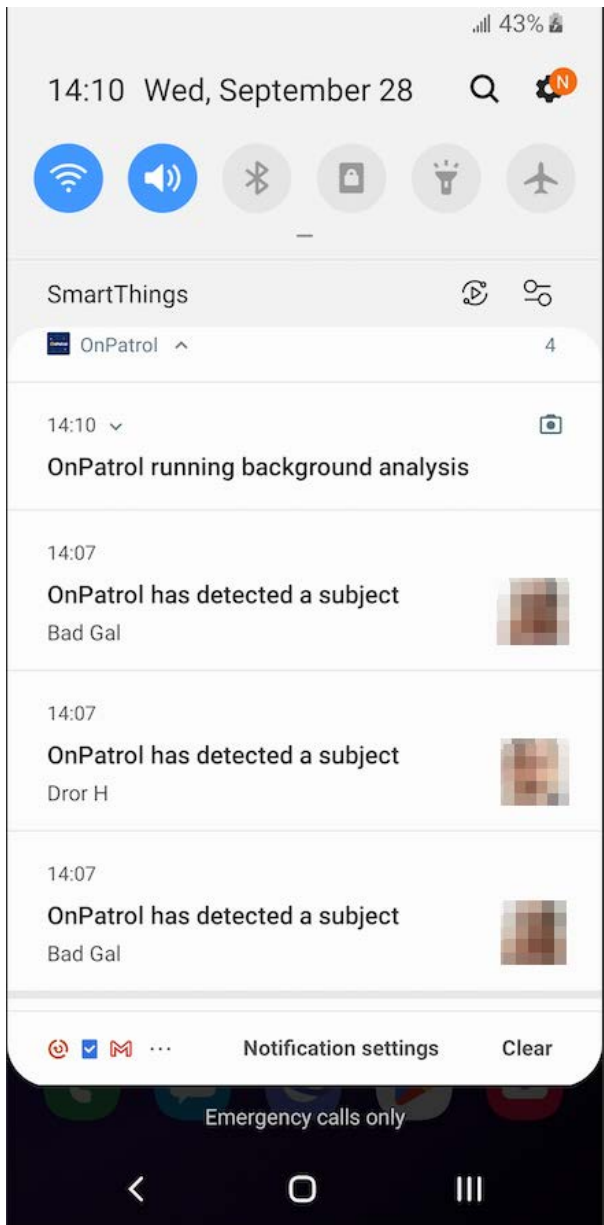 43%
14:10 Wed, September 28
N
SmartThings
OnPatrol 4
14:10
OnPatrol running background analysis
14:07
OnPatrol has detected a subject
Bad Gal
14:07
OnPatrol has detected a subject
Dror H
14:07
OnPatrol has detected a subject
Bad Gal
... Notification settings Clear
Emergency calls only